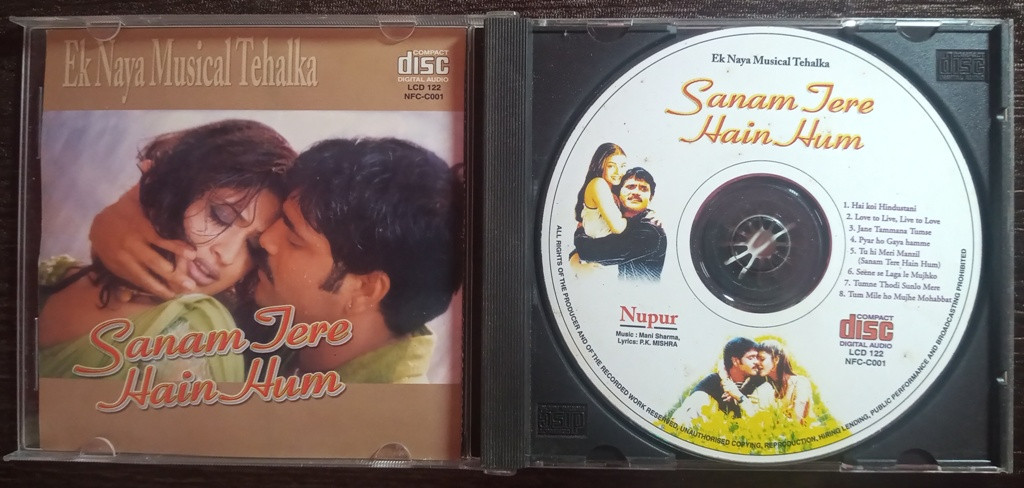 Ek Naya Musical Tehalka
COMPACT
disc
DIGITAL AUDIO
LCD 122
NFC-C001
Sanam Tere
Hain Hum
Ek Naya Musical Tehalka
Sanam Tere
Hain Hum
1. Hai koi Hindustani
2. Love to Live, Live to Love
3. Jane Tammana Tumse
4. Pyar ho Gaya hamme
5. Tu hi Meri Manzil
(Sanam Tere Hain Hum)
6. Seene se Laga le Mujhko
7. Tumne Thodi Sunlo Mere
8. Tum Mile ho Mujhe Mohabbat
Nupur
Music : Mani Sharma,
Lyrics: P.K. MISHRA
COMPACT
disc
DIGITAL AUDIO
LCD 122
NFC-C001
ALL RIGHTS OF THE PRODUCER AND OF THE RECORDED WORK RESERVED, UNAUTHORISED COPYING, REPRODUCTION, HIRING LENDING, PUBLIC PERFORMANCE AND BROADCASTING PROHIBITED
disc
disc